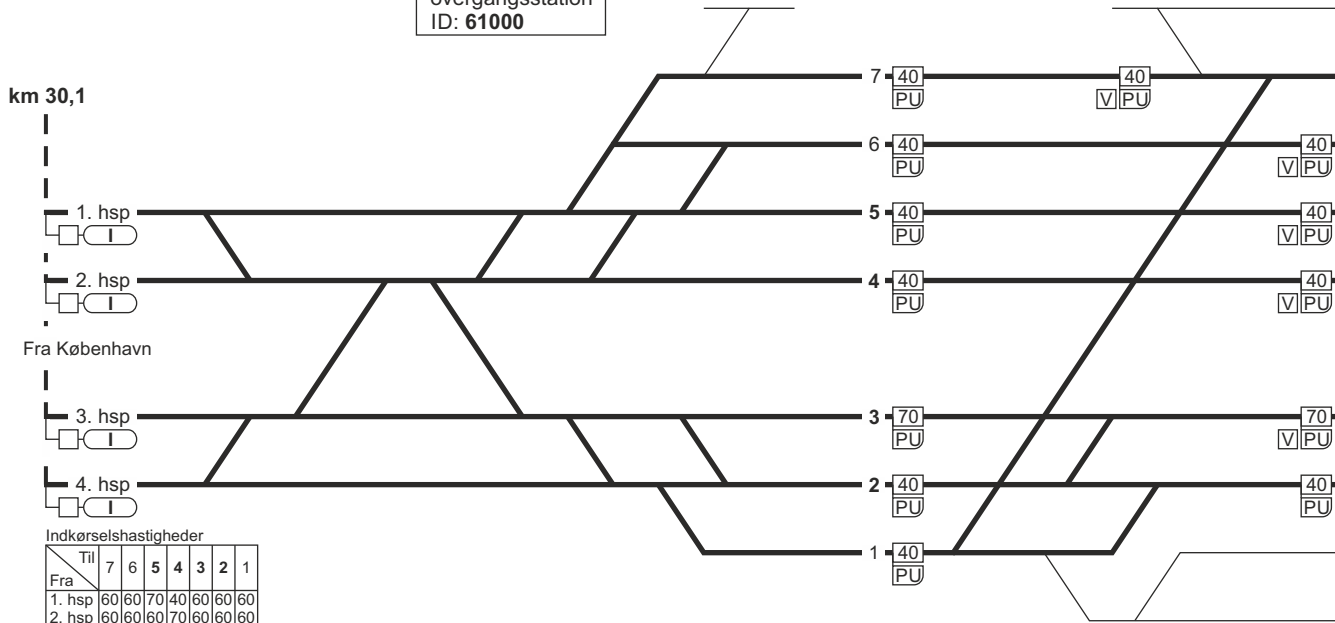 overgangsstation
ID: 61000
7 40
PU
40
V PU
km 30,1
6 40
PU
40
V PU
1. hsp
I
5 40
PU
40
V PU
2. hsp
I
4 40
PU
40
V PU
Fra København
3. hsp
I
3 70
PU
70
V PU
4. hsp
I
2 40
PU
40
PU
Indkørselshastigheder
Til 7 6 5 4 3 2 1
Fra
1. hsp 60 60 70 40 60 60 60
2. hsp 60 60 60 70 60 60 60
1 40
PU